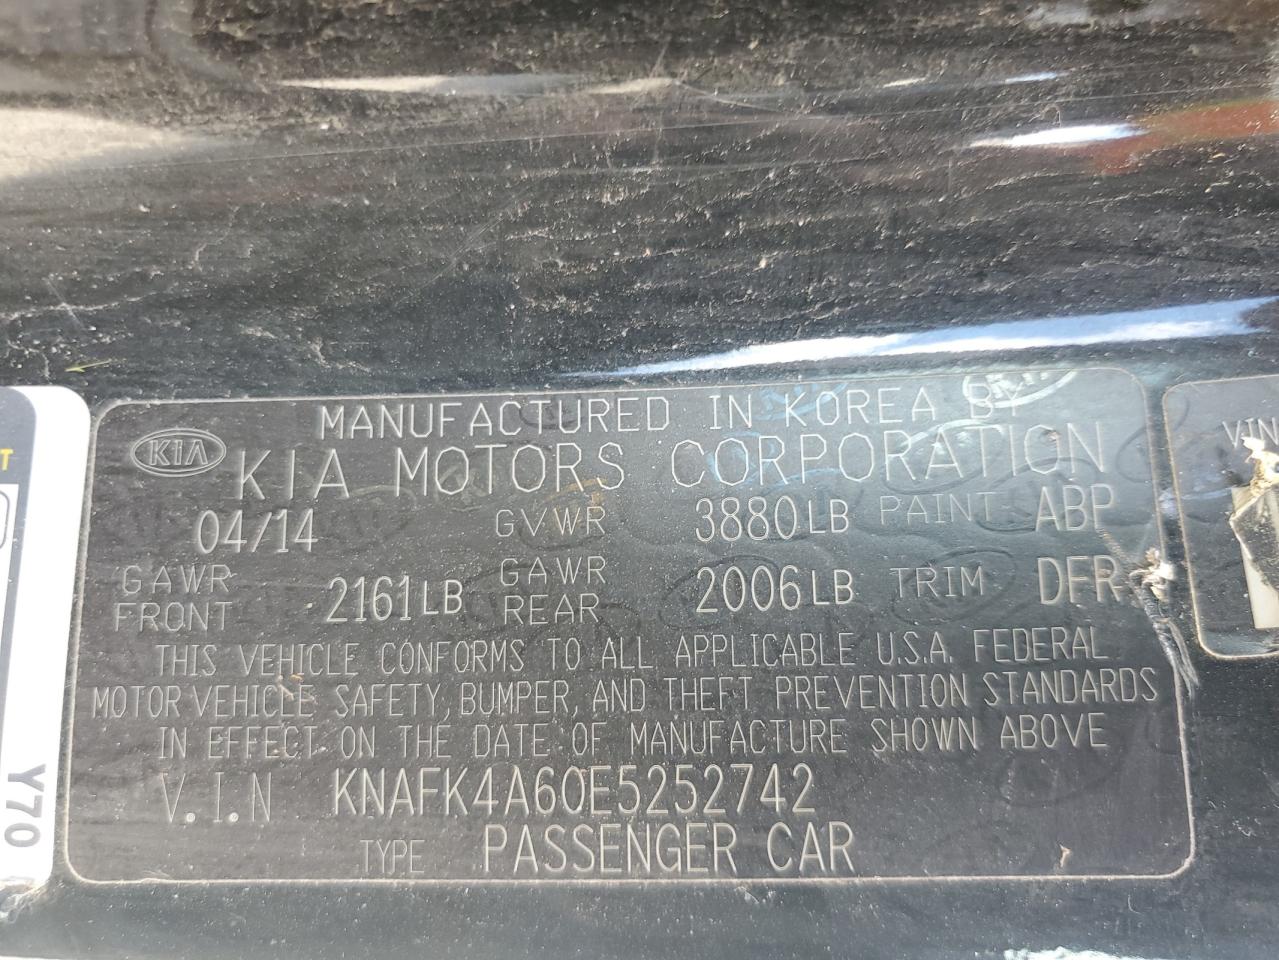 MANUFACTURED IN KOREA BY
KIA KIA MOTORS CORPORATION
04/14 GVWR 3880LB PAINT ABP
GAWR FRONT 2161LB GAWR REAR 2006LB TRIM DFR
THIS VEHICLE CONFORMS TO ALL APPLICABLE U.S.A. FEDERAL
MOTOR VEHICLE SAFETY, BUMPER, AND THEFT PREVENTION STANDARDS
IN EFFECT ON THE DATE OF MANUFACTURE SHOWN ABOVE
V.I.N KNAFK4A60E5252742
TYPE PASSENGER CAR
Y70
VIN